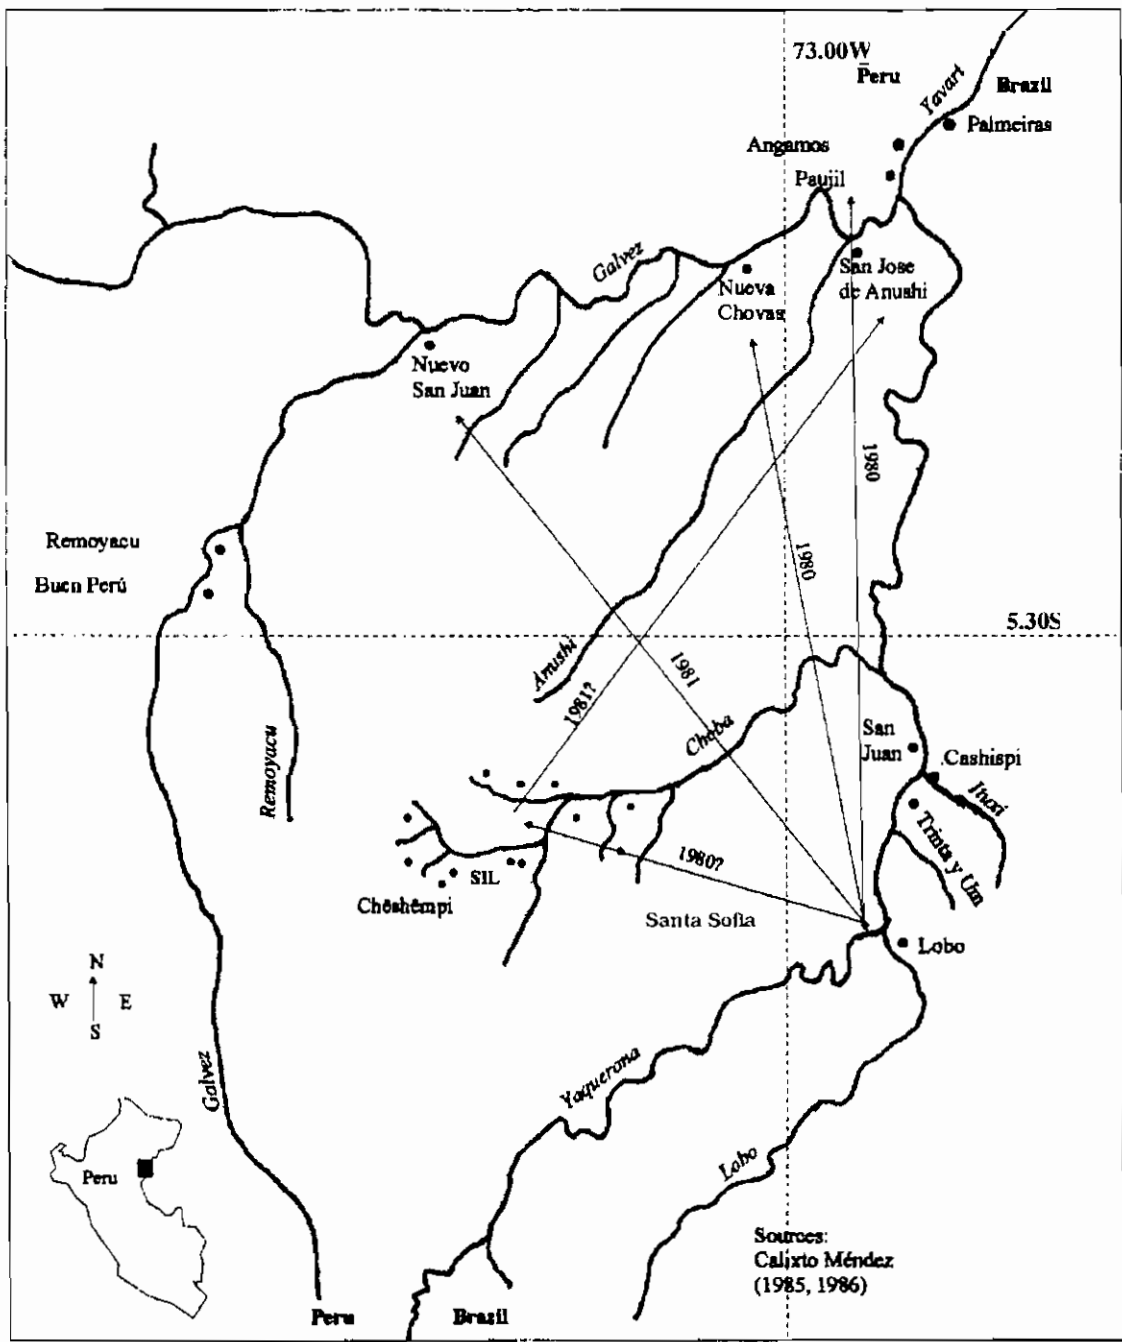 73.00W
Peru
Yavari
Brazil
Palmeiras
Angamos
Paujil
Galvez
San Jose
de Anushi
Nueva
Chovas
Nuevo
San Juan
1980
1980
Remoyacu
Buen Perú
5.30S
Anushi
1981
1981?
Choba
San
Juan
Cashispi
Remoyacu
Trinta y Um
1980?
SIL
Chëshëmpi
Santa Sofia
Lobo
N
W E
S
Galvez
Yaquerana
Lobo
Peru
Sources:
Calixto Méndez
(1985, 1986)
Peru
Brazil